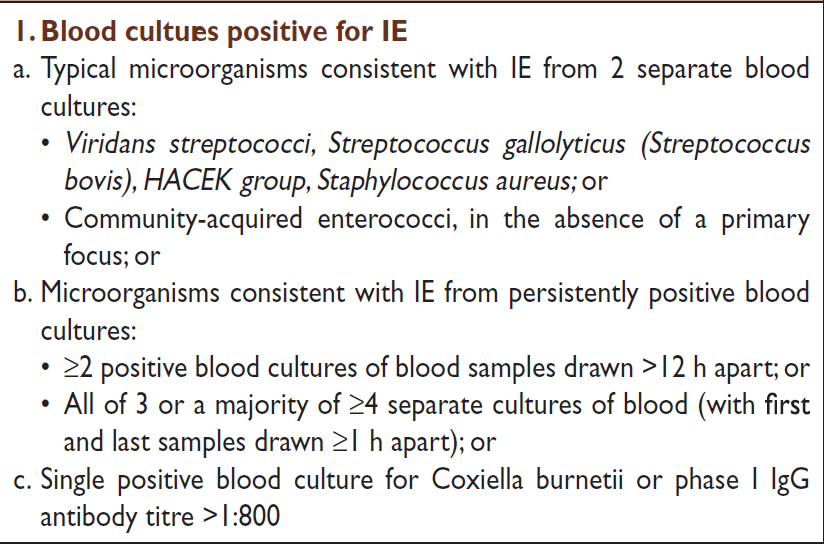 1. Blood cultures positive for IE
a. Typical microorganisms consistent with IE from 2 separate blood
cultures:
• Viridans streptococci, Streptococcus gallolyticus (Streptococcus
bovis), HACEK group, Staphylococcus aureus; or
• Community-acquired enterococci, in the absence of a primary
focus; or
b. Microorganisms consistent with IE from persistently positive blood
cultures:
• ≥2 positive blood cultures of blood samples drawn >12 h apart; or
• All of 3 or a majority of ≥4 separate cultures of blood (with first
and last samples drawn ≥1 h apart); or
c. Single positive blood culture for Coxiella burnetii or phase I IgG
antibody titre >1:800